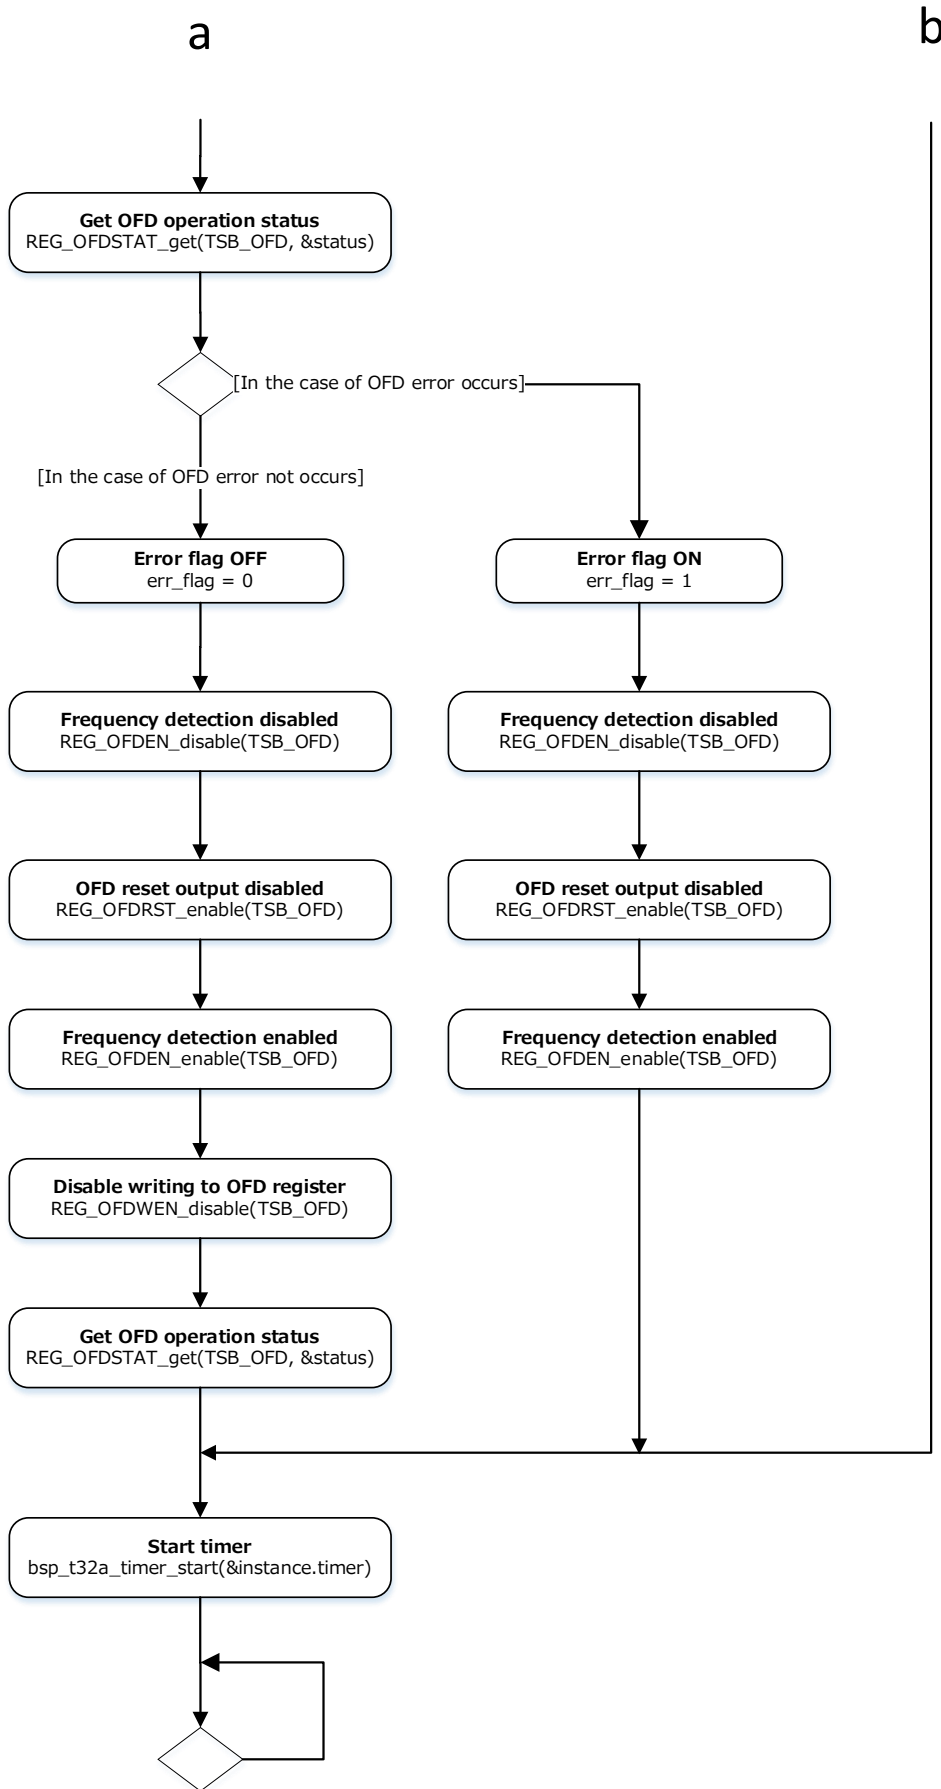 a
b
Get OFD operation status
REG_OFDSTAT_get(TSB_OFD, &status)
[In the case of OFD error occurs]
[In the case of OFD error not occurs]
Error flag OFF
err_flag = 0
Error flag ON
err_flag = 1
Frequency detection disabled
REG_OFDEN_disable(TSB_OFD)
Frequency detection disabled
REG_OFDEN_disable(TSB_OFD)
OFD reset output disabled
REG_OFDRST_enable(TSB_OFD)
OFD reset output disabled
REG_OFDRST_enable(TSB_OFD)
Frequency detection enabled
REG_OFDEN_enable(TSB_OFD)
Frequency detection enabled
REG_OFDEN_enable(TSB_OFD)
Disable writing to OFD register
REG_OFDWEN_disable(TSB_OFD)
Get OFD operation status
REG_OFDSTAT_get(TSB_OFD, &status)
Start timer
bsp_t32a_timer_start(&instance.timer)